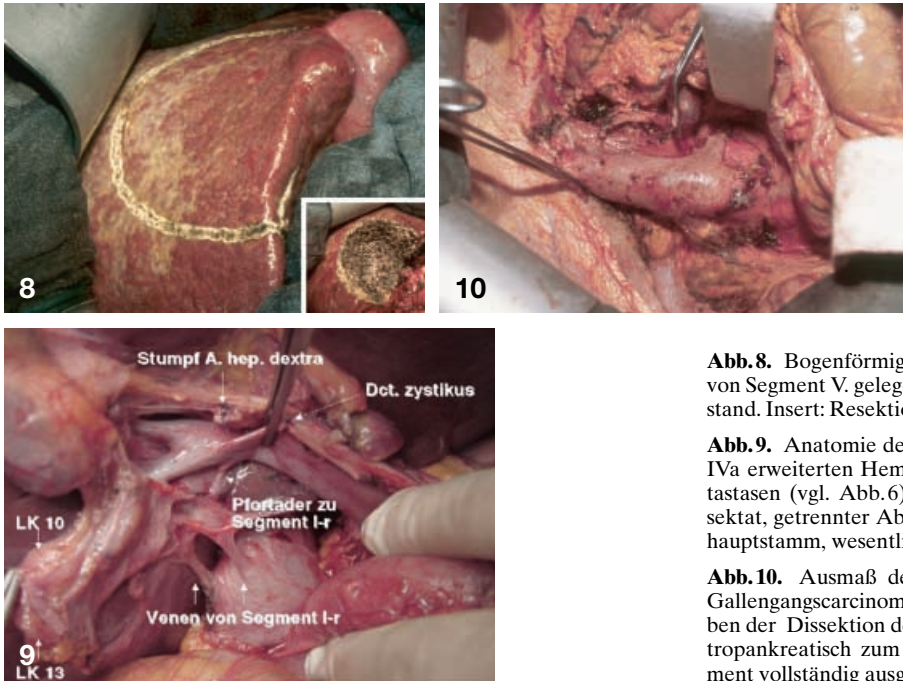 8
10
Stumpf A. hep. dextra
Dct. zystikus
Pfortader zu
Segment I-r
LK 10
Venen von Segment I-r
9
LK 13
Abb. 8. Bogenförmig
von Segment V. geleg
stand. Insert: Resektio
Abb. 9. Anatomie de
IVa erweiterten Hem
tastasen (vgl. Abb. 6)
sektat, getrennter Ab
hauptstamm, wesentli
Abb. 10. Ausmaß de
Gallengangscarcinom
ben der Dissektion de
tropankreatisch zum
ment vollständig ausg